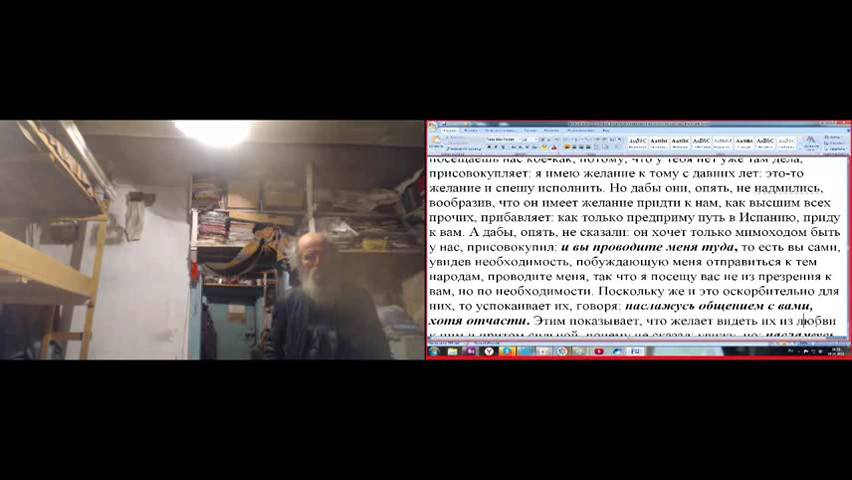 посещаешь нас кое-как, потому, что у тебя нет уже там дела,
присовокупляет: я имею желание к тому с давних лет: это-то
желание и спешу исполнить. Но дабы они, опять, не надмились,
вообразив, что он имеет желание придти к нам, как высшим всех
прочих, прибавляет: как только предприму путь в Испанию, приду
к вам. А дабы, опять, не сказали: он хочет только мимоходом быть
у нас, присовокупил: и вы проводите меня туда, то есть вы сами,
увидев необходимость, побуждающую меня отправиться к тем
народам, проводите меня, так что я посещу вас не из презрения к
вам, но по необходимости. Поскольку же и это оскорбительно для
них, то успокаивает их, говоря: наслажусь общением с вами,
хотя отчасти. Этим показывает, что желает видеть их из любви